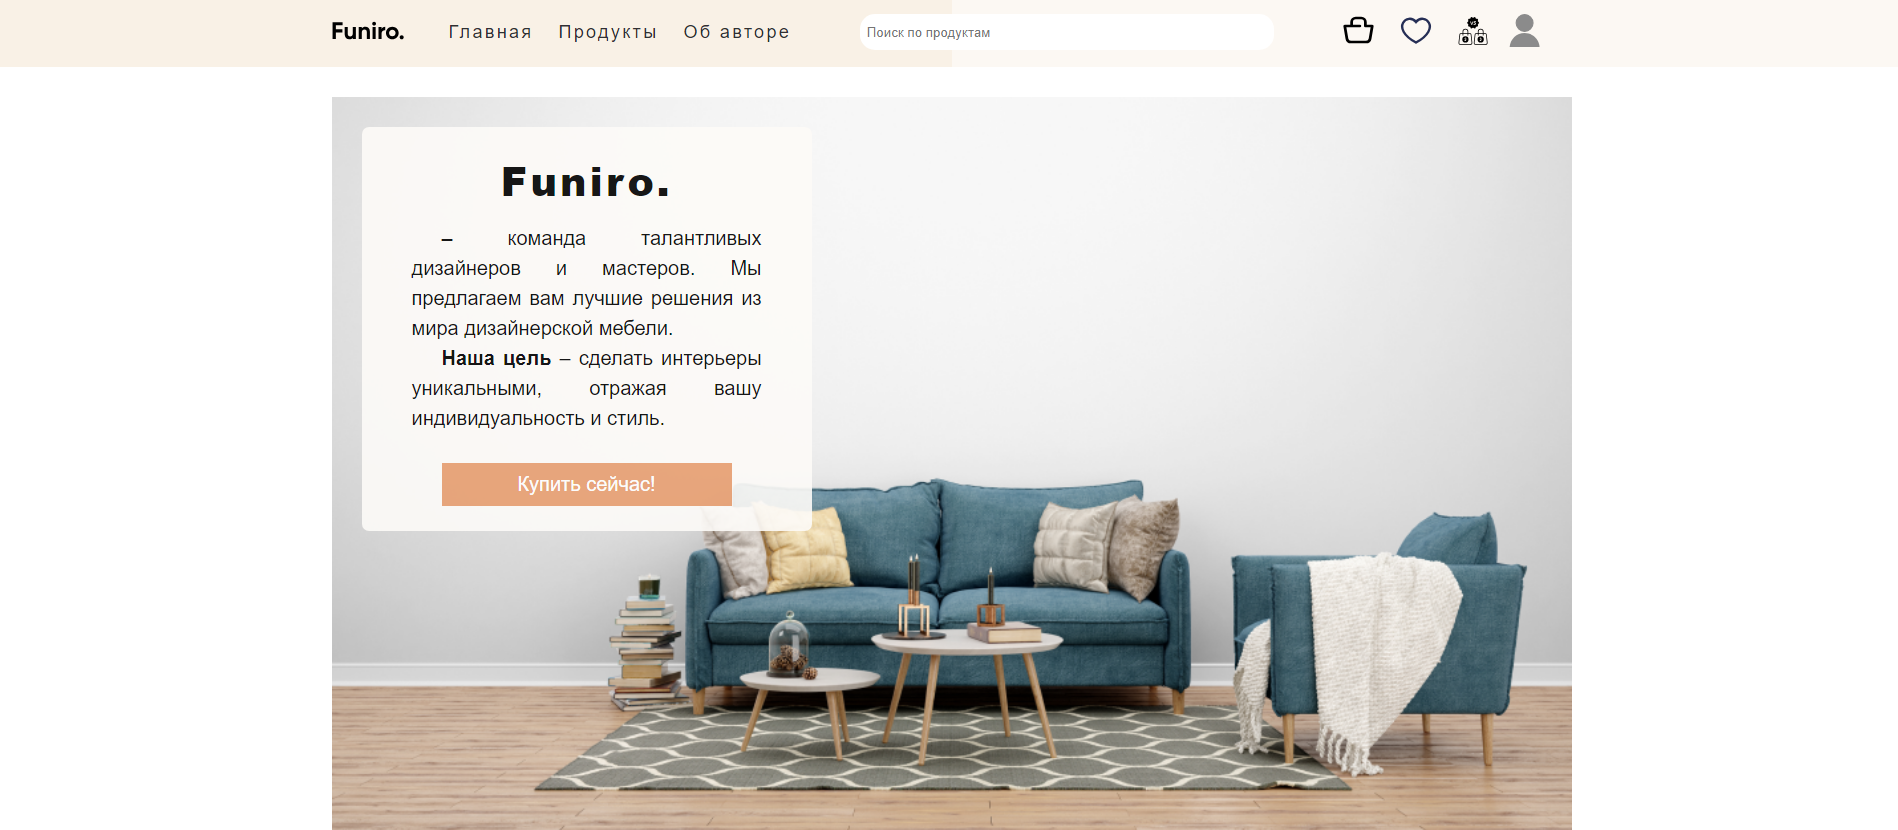 Funiro. Главная Продукты Об авторе Поиск по продуктам VS
Funiro.
– команда талантливых
дизайнеров и мастеров. Мы
предлагаем вам лучшие решения из
мира дизайнерской мебели.
Наша цель – сделать интерьеры
уникальными, отражая вашу
индивидуальность и стиль.
Купить сейчас!